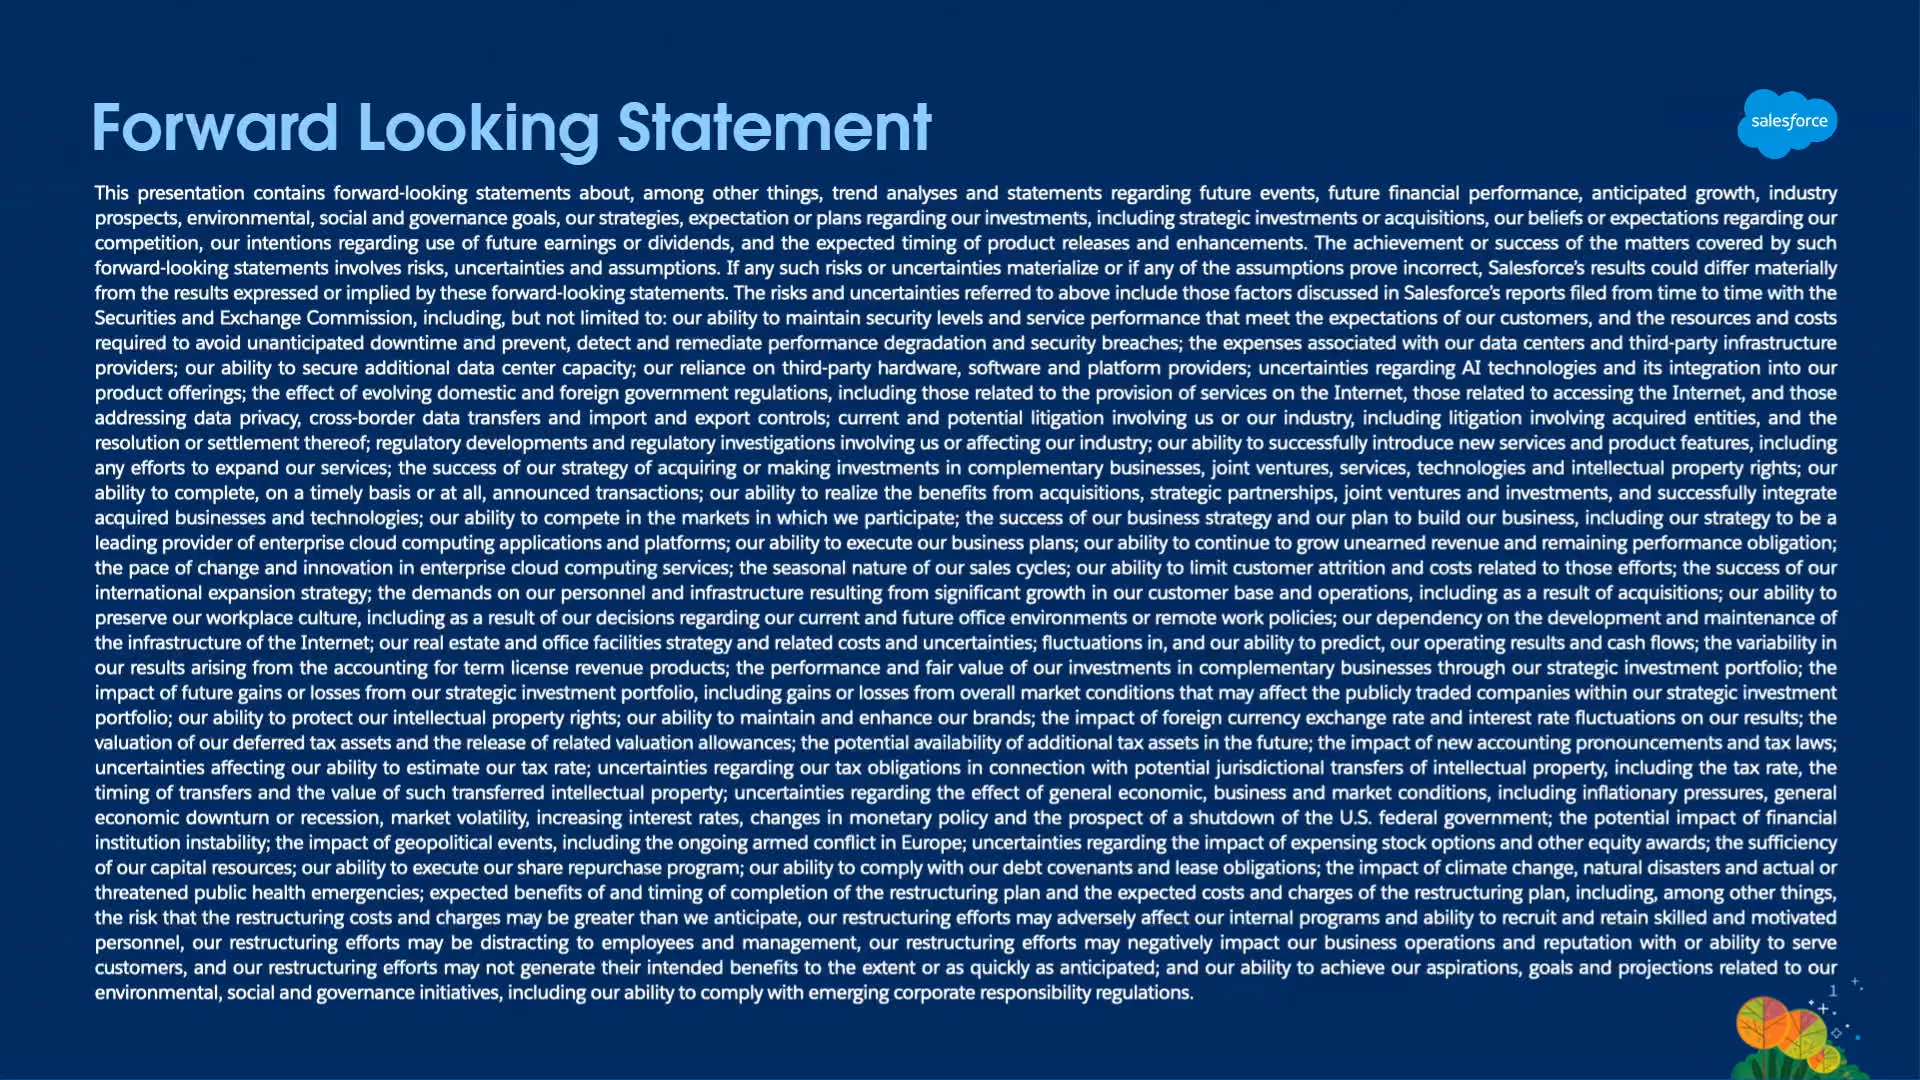 Forward Looking Statement
salesforce
This presentation contains forward-looking statements about, among other things, trend analyses and statements regarding future events, future financial performance, anticipated growth, industry
prospects, environmental, social and governance goals, our strategies, expectation or plans regarding our investments, including strategic investments or acquisitions, our beliefs or expectations regarding our
competition, our intentions regarding use of future earnings or dividends, and the expected timing of product releases and enhancements. The achievement or success of the matters covered by such
forward-looking statements involves risks, uncertainties and assumptions. If any such risks or uncertainties materialize or if any of the assumptions prove incorrect, Salesforce’s results could differ materially
from the results expressed or implied by these forward-looking statements. The risks and uncertainties referred to above include those factors discussed in Salesforce’s reports filed from time to time with the
Securities and Exchange Commission, including, but not limited to: our ability to maintain security levels and service performance that meet the expectations of our customers, and the resources and costs
required to avoid unanticipated downtime and prevent, detect and remediate performance degradation and security breaches; the expenses associated with our data centers and third-party infrastructure
providers; our ability to secure additional data center capacity; our reliance on third-party hardware, software and platform providers; uncertainties regarding AI technologies and its integration into our
product offerings; the effect of evolving domestic and foreign government regulations, including those related to the provision of services on the Internet, those related to accessing the Internet, and those
addressing data privacy, cross-border data transfers and import and export controls; current and potential litigation involving us or our industry, including litigation involving acquired entities, and the
resolution or settlement thereof; regulatory developments and regulatory investigations involving us or affecting our industry; our ability to successfully introduce new services and product features, including
any efforts to expand our services; the success of our strategy of acquiring or making investments in complementary businesses, joint ventures, services, technologies and intellectual property rights; our
ability to complete, on a timely basis or at all, announced transactions; our ability to realize the benefits from acquisitions, strategic partnerships, joint ventures and investments, and successfully integrate
acquired businesses and technologies; our ability to compete in the markets in which we participate; the success of our business strategy and our plan to build our business, including our strategy to be a
leading provider of enterprise cloud computing applications and platforms; our ability to execute our business plans; our ability to continue to grow unearned revenue and remaining performance obligation;
the pace of change and innovation in enterprise cloud computing services; the seasonal nature of our sales cycles; our ability to limit customer attrition and costs related to those efforts; the success of our
international expansion strategy; the demands on our personnel and infrastructure resulting from significant growth in our customer base and operations, including as a result of acquisitions; our ability to
preserve our workplace culture, including as a result of our decisions regarding our current and future office environments or remote work policies; our dependency on the development and maintenance of
the infrastructure of the Internet; our real estate and office facilities strategy and related costs and uncertainties; fluctuations in, and our ability to predict, our operating results and cash flows; the variability in
our results arising from the accounting for term license revenue products; the performance and fair value of our investments in complementary businesses through our strategic investment portfolio; the
impact of future gains or losses from our strategic investment portfolio, including gains or losses from overall market conditions that may affect the publicly traded companies within our strategic investment
portfolio; our ability to protect our intellectual property rights; our ability to maintain and enhance our brands; the impact of foreign currency exchange rate and interest rate fluctuations on our results; the
valuation of our deferred tax assets and the release of related valuation allowances; the potential availability of additional tax assets in the future; the impact of new accounting pronouncements and tax laws;
uncertainties affecting our ability to estimate our tax rate; uncertainties regarding our tax obligations in connection with potential jurisdictional transfers of intellectual property, including the tax rate, the
timing of transfers and the value of such transferred intellectual property; uncertainties regarding the effect of general economic, business and market conditions, including inflationary pressures, general
economic downturn or recession, market volatility, increasing interest rates, changes in monetary policy and the prospect of a shutdown of the U.S. federal government; the potential impact of financial
institution instability; the impact of geopolitical events, including the ongoing armed conflict in Europe; uncertainties regarding the impact of expensing stock options and other equity awards; the sufficiency
of our capital resources; our ability to execute our share repurchase program; our ability to comply with our debt covenants and lease obligations; the impact of climate change, natural disasters and actual or
threatened public health emergencies; expected benefits of and timing of completion of the restructuring plan and the expected costs and charges of the restructuring plan, including, among other things,
the risk that the restructuring costs and charges may be greater than we anticipate, our restructuring efforts may adversely affect our internal programs and ability to recruit and retain skilled and motivated
personnel, our restructuring efforts may be distracting to employees and management, our restructuring efforts may negatively impact our business operations and reputation with or ability to serve
customers, and our restructuring efforts may not generate their intended benefits to the extent or as quickly as anticipated; and our ability to achieve our aspirations, goals and projections related to our
environmental, social and governance initiatives, including our ability to comply with emerging corporate responsibility regulations.
1